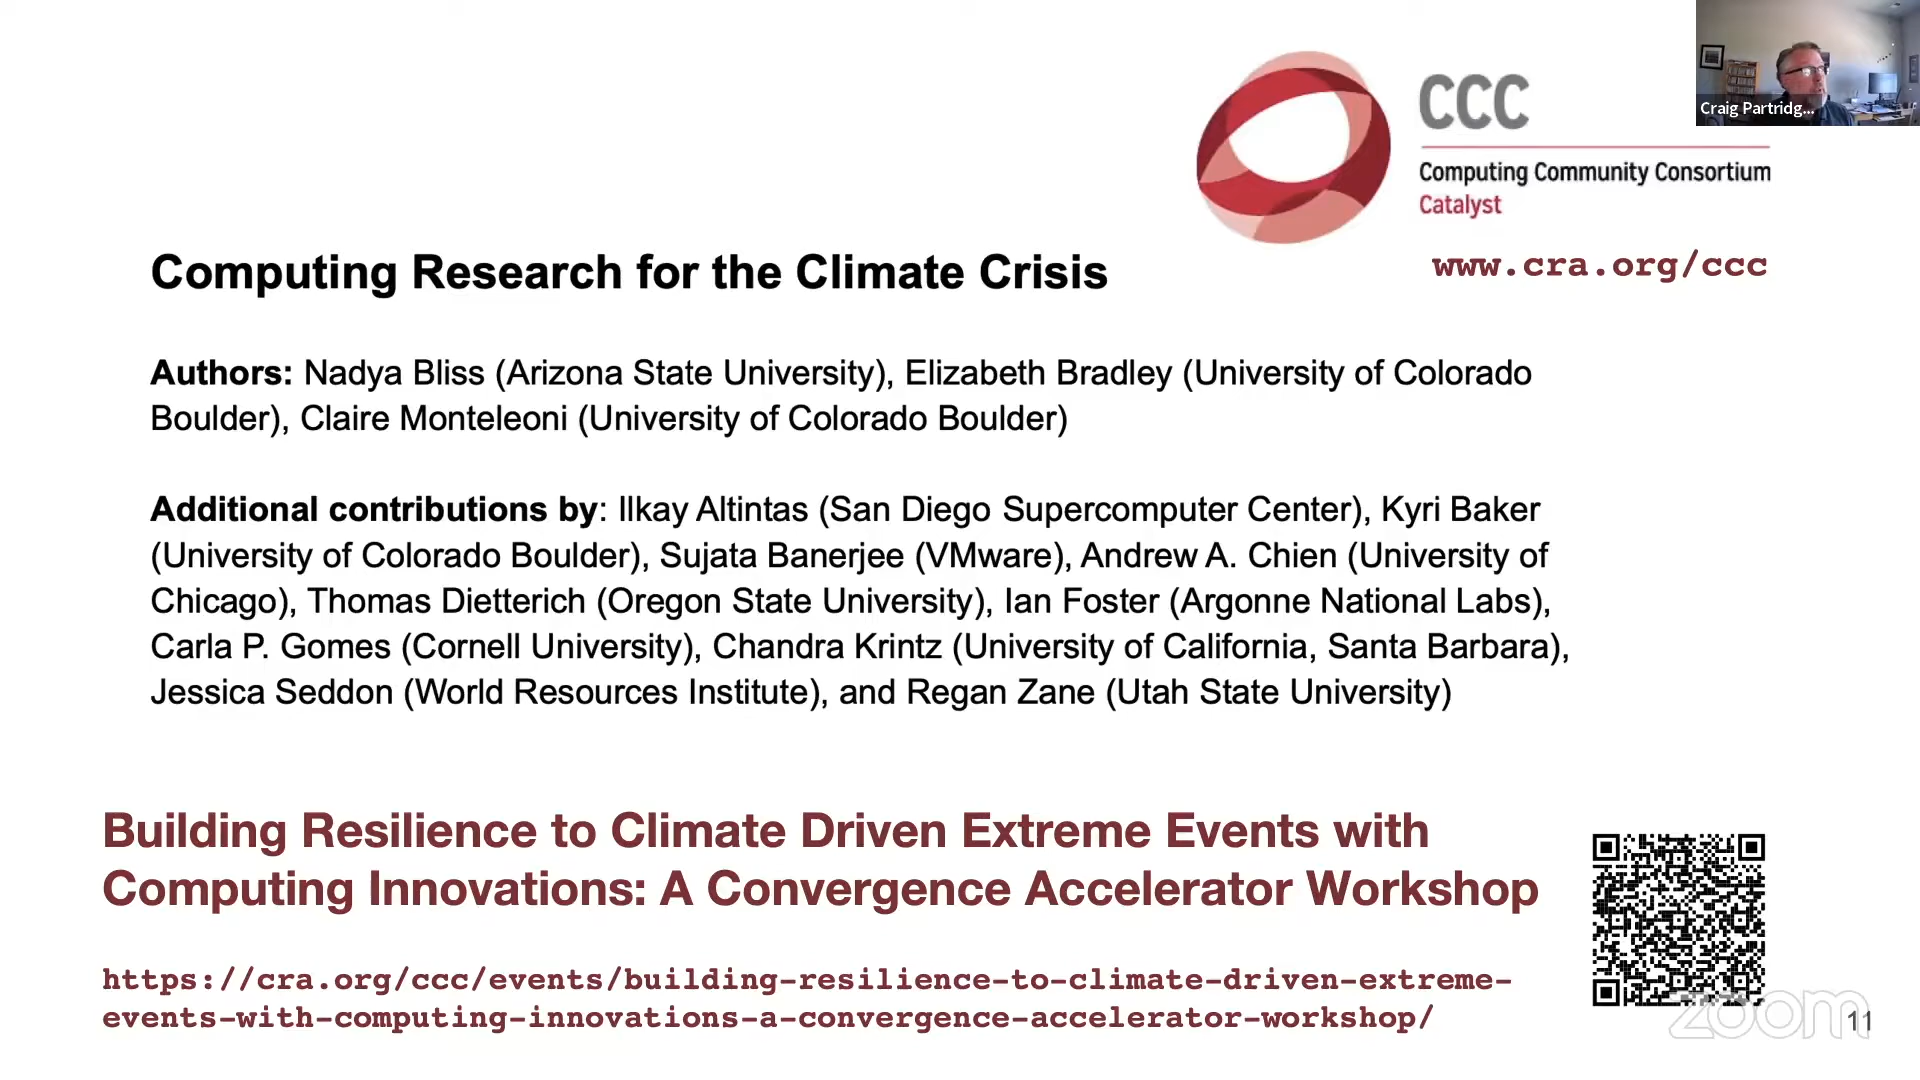 Craig Partridg...
CCC
Computing Community Consortium
Catalyst
www.cra.org/ccc
Computing Research for the Climate Crisis
Authors: Nadya Bliss (Arizona State University), Elizabeth Bradley (University of Colorado
Boulder), Claire Monteleoni (University of Colorado Boulder)
Additional contributions by: Ilkay Altintas (San Diego Supercomputer Center), Kyri Baker
(University of Colorado Boulder), Sujata Banerjee (VMware), Andrew A. Chien (University of
Chicago), Thomas Dietterich (Oregon State University), Ian Foster (Argonne National Labs),
Carla P. Gomes (Cornell University), Chandra Krintz (University of California, Santa Barbara),
Jessica Seddon (World Resources Institute), and Regan Zane (Utah State University)
Building Resilience to Climate Driven Extreme Events with
Computing Innovations: A Convergence Accelerator Workshop
https://cra.org/ccc/events/building-resilience-to-climate-driven-extreme-
events-with-computing-innovations-a-convergence-accelerator-workshop/
zoom
11